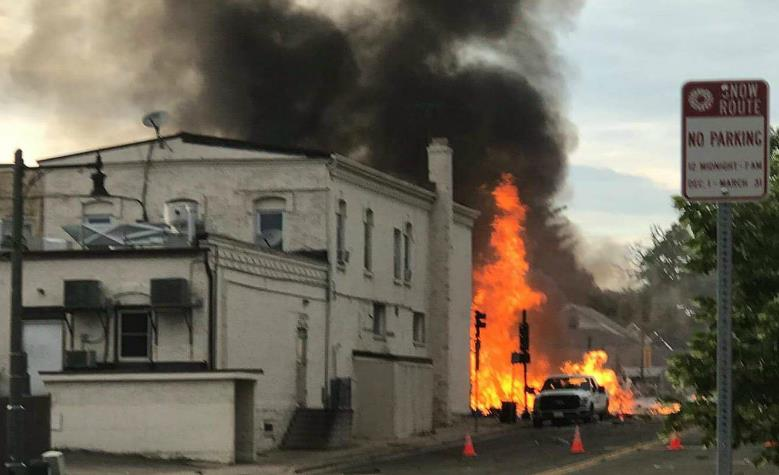 SNOW
ROUTE
NO PARKING
12 MIDNIGHT-7 AM
DEC.1-MARCH 31